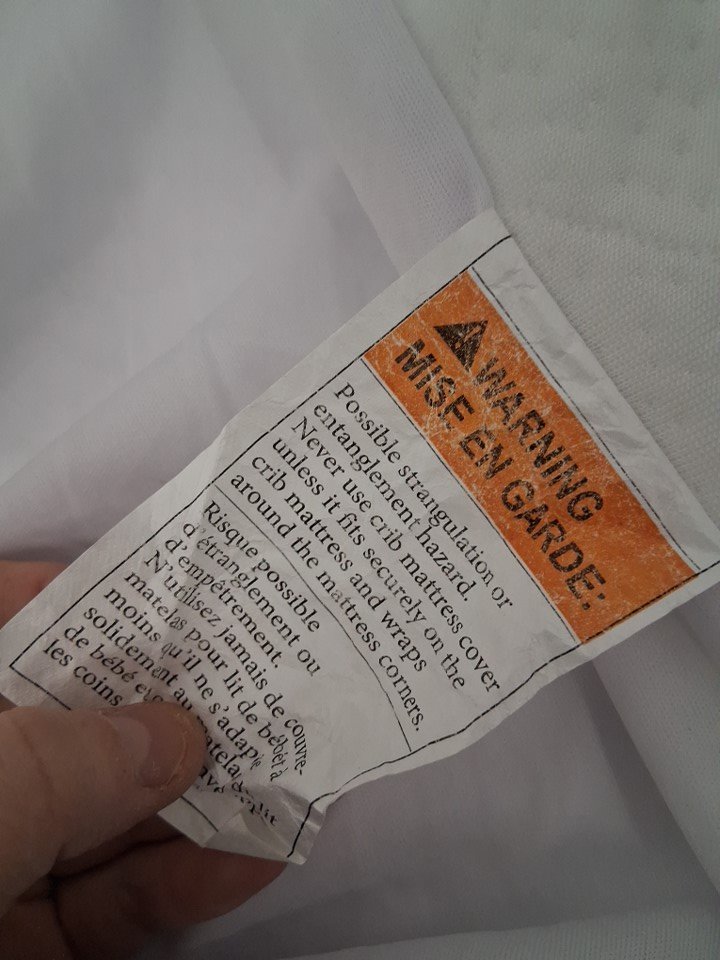 WARNING
MISE EN GARDE:
Possible strangulation or
entanglement hazard.
Never use crib mattress cover
unless it fits securely on the
crib mattress and wraps
around the mattress corners.
Risque possible
d'étranglement ou
d'empêtrement.
N'utilisez jamais de couvre-
matelas pour lit de bébé à
moins qu'il ne s'adapte
solidement au
de bébé
les coins